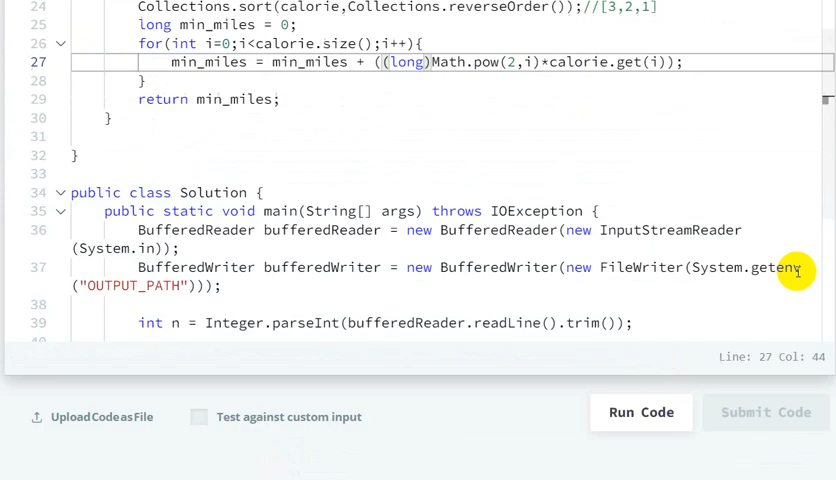 24 Collections.sort(calorie,Collections.reverseOrder());//[3,2,1]
25 long min_miles = 0;
26 for(int i=0;i<calorie.size();i++){
27 min_miles = min_miles + ((long)Math.pow(2,i)*calorie.get(i));
28 }
29 return min_miles;
30 }
31
32 }
33
34 public class Solution {
35 public static void main(String[] args) throws IOException {
36 BufferedReader bufferedReader = new BufferedReader(new InputStreamReader
(System.in));
37 BufferedWriter bufferedWriter = new BufferedWriter(new FileWriter(System.getenv
("OUTPUT_PATH")));
38
39 int n = Integer.parseInt(bufferedReader.readLine().trim());
Line: 27 Col: 44
Upload Code as File
Test against custom input
Run Code
Submit Code